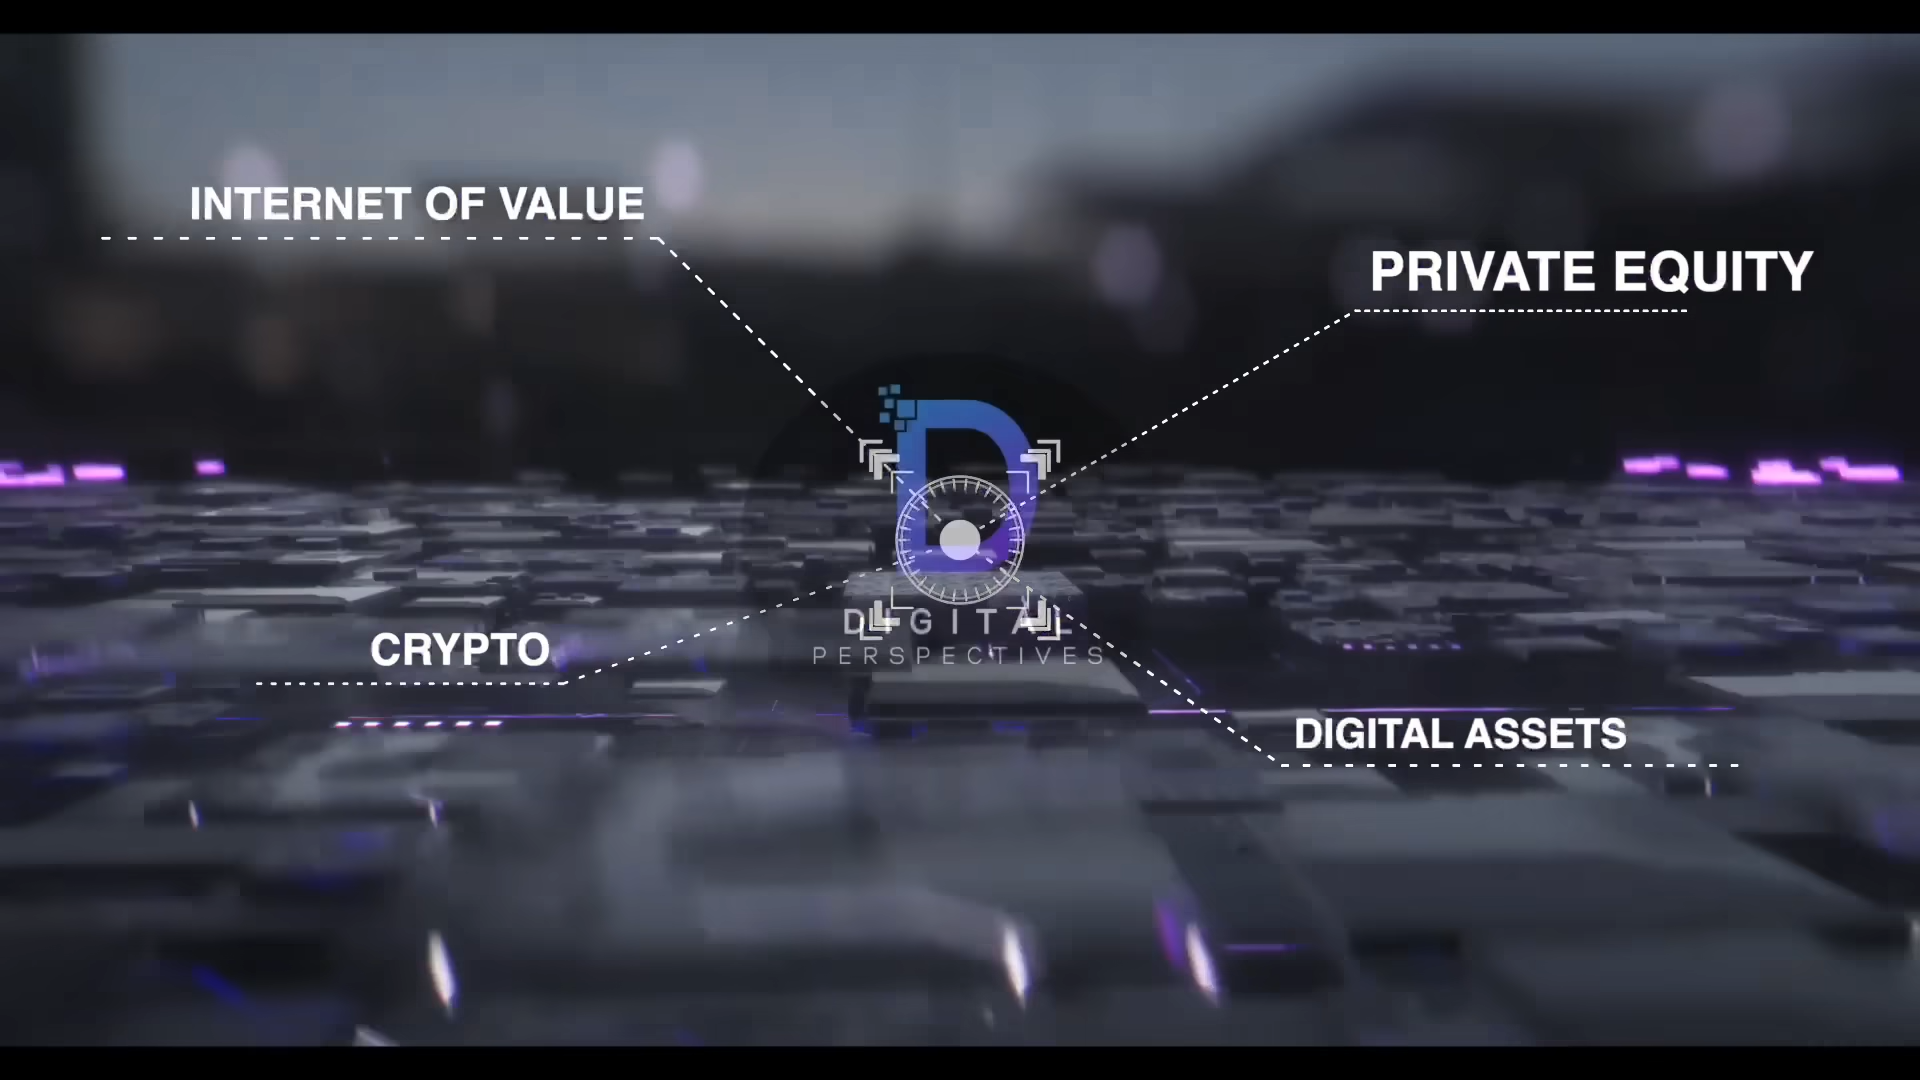 INTERNET OF VALUE
PRIVATE EQUITY
DIGITAL
PERSPECTIVES
CRYPTO
DIGITAL ASSETS